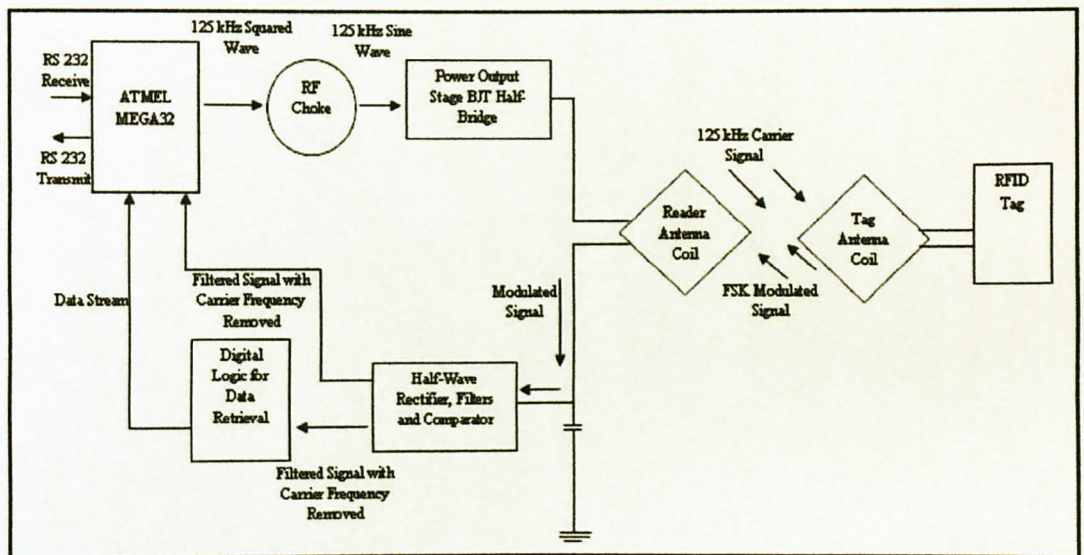 125 kHz Squared
Wave
125 kHz Sine
Wave
RS 232
Receive
ATMEL
MEGA32
RF
Choke
Power Output
Stage BJT Half-
Bridge
RS 232
Transmit
125 kHz Carrier
Signal
RFID
Tag
Reader
Antenna
Coil
Tag
Antenna
Coil
Data Stream
Filtered Signal with
Carrier Frequency
Removed
Modulated
Signal
FSK Modulated
Signal
Digital
Logic for
Data
Retrieval
Half-Wave
Rectifier, Filters
and Comparator
Filtered Signal with
Carrier Frequency
Removed